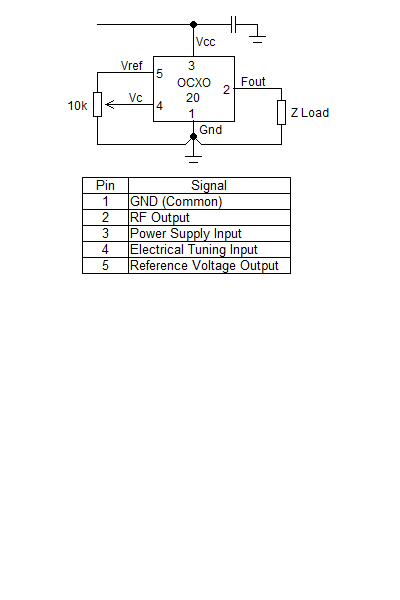 Vcc
Vref
5
3
OCXO
20
2
Fout
10k
Vc
4
1
Z Load
Gnd
Pin Signal
1 GND (Common)
2 RF Output
3 Power Supply Input
4 Electrical Tuning Input
5 Reference Voltage Output